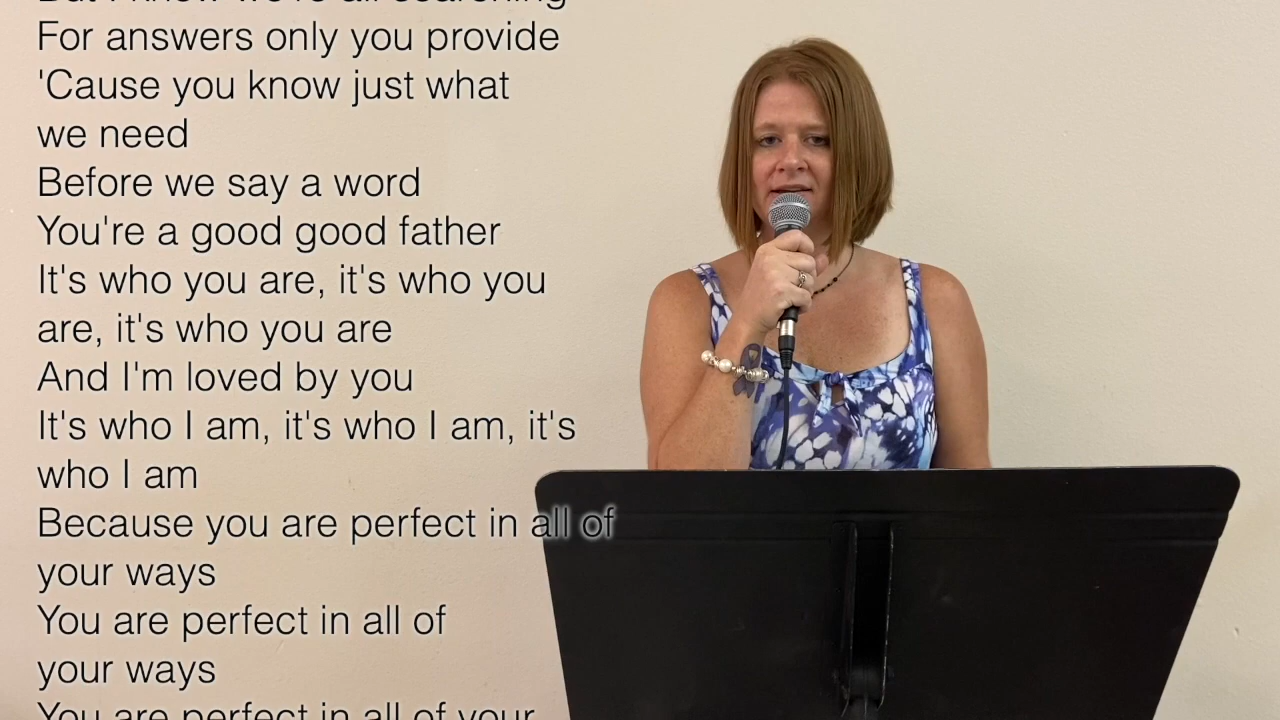 But I know we're all searching
For answers only you provide
'Cause you know just what
we need
Before we say a word
You're a good good father
It's who you are, it's who you
are, it's who you are
And I'm loved by you
It's who I am, it's who I am, it's
who I am
Because you are perfect in all of
your ways
You are perfect in all of
your ways
You are perfect in all of your